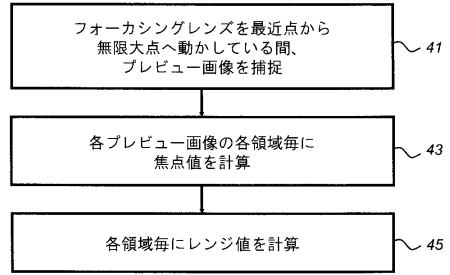 フォーカシングレンズを最近点から
無限大点へ動かしている間、
プレビュー画像を捕捉
41
各プレビュー画像の各領域毎に
焦点値を計算
43
各領域毎にレンジ値を計算
45